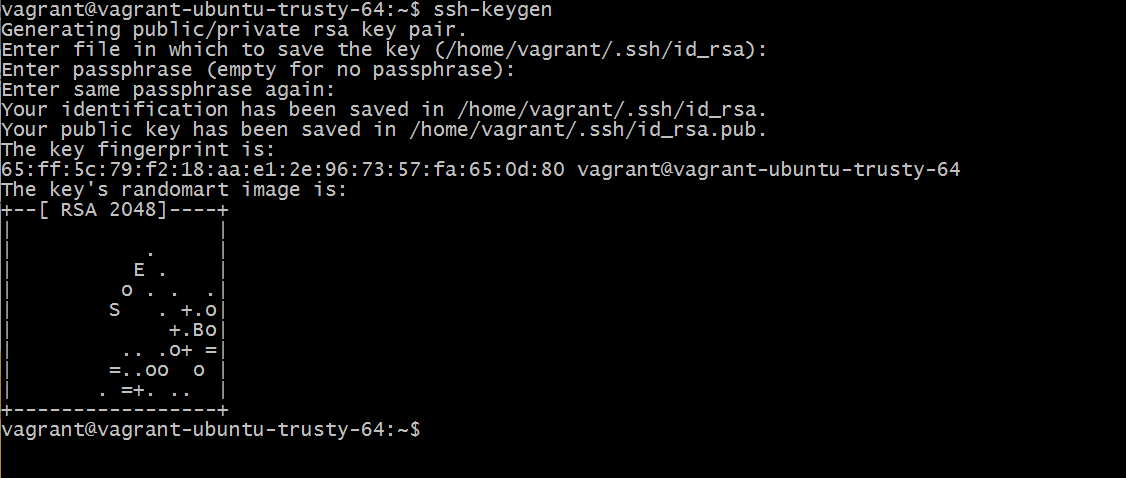 vagrant@vagrant-ubuntu-trusty-64:~$ ssh-keygen
Generating public/private rsa key pair.
Enter file in which to save the key (/home/vagrant/.ssh/id_rsa):
Enter passphrase (empty for no passphrase):
Enter same passphrase again:
Your identification has been saved in /home/vagrant/.ssh/id_rsa.
Your public key has been saved in /home/vagrant/.ssh/id_rsa.pub.
The key fingerprint is:
65:ff:5c:79:f2:18:aa:e1:2e:96:73:57:fa:65:0d:80 vagrant@vagrant-ubuntu-trusty-64
The key's randomart image is:
+--[ RSA 2048]----+
|                 |
|           .     |
|          E .    |
|         o . .  .|
|        S   . +.o|
|             +.Bo|
|         .. .o+ =|
|        =..oo  o |
|       . =+. ..  |
+-----------------+
vagrant@vagrant-ubuntu-trusty-64:~$